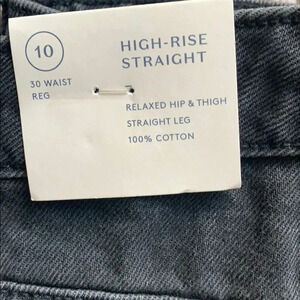 10
30 WAIST
REG
HIGH-RISE
STRAIGHT
RELAXED HIP & THIGH
STRAIGHT LEG
100% COTTON